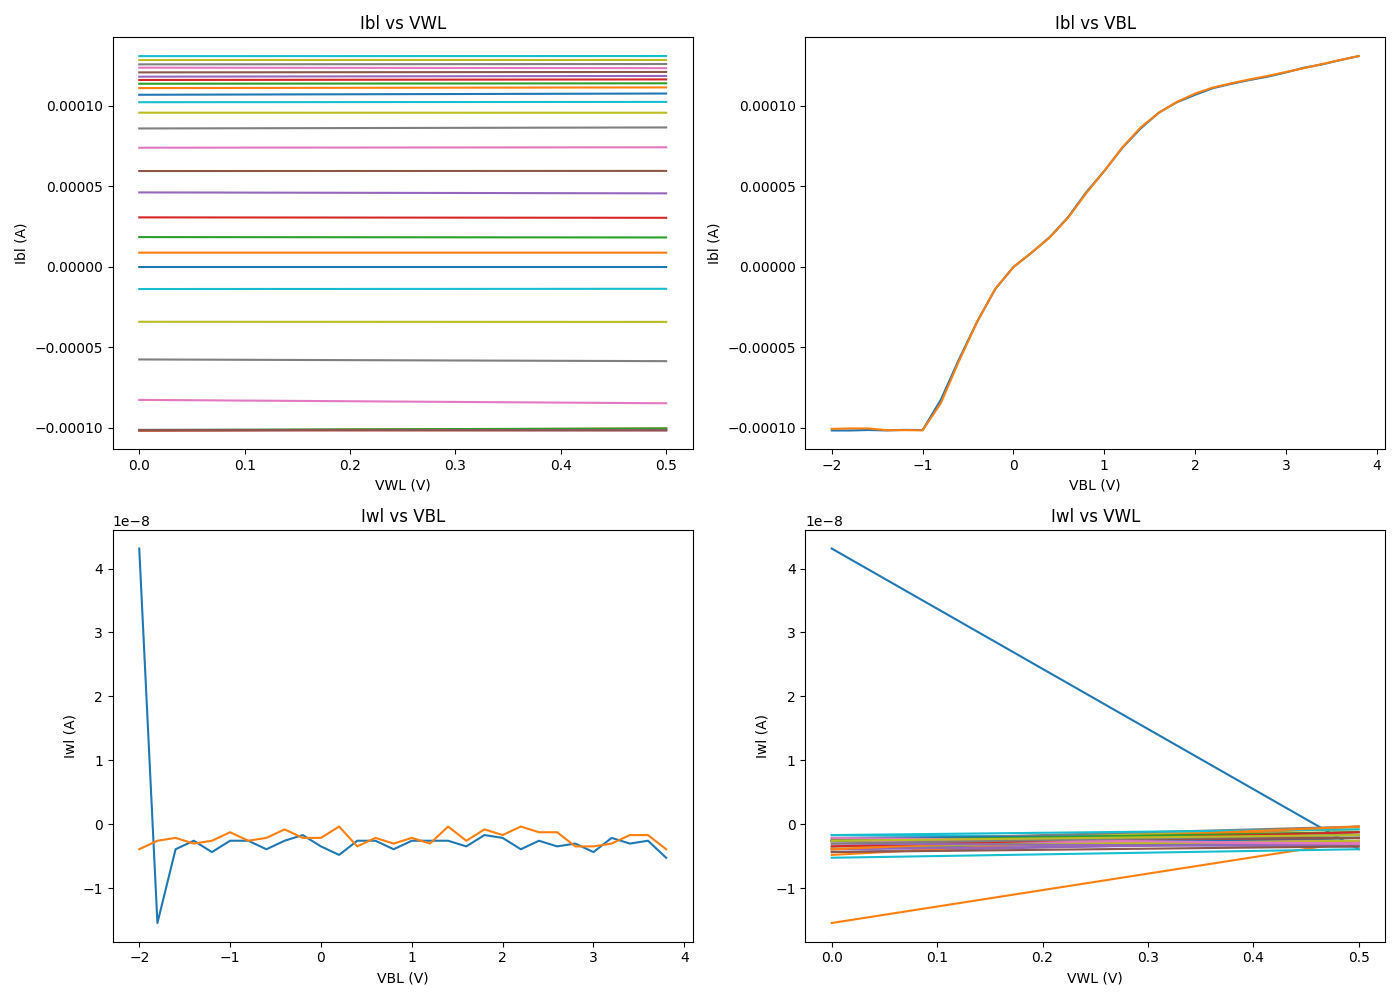 Ibl vs VWL
Ibl (A)
0.00010
0.00005
0.00000
−0.00005
−0.00010
0.0 0.1 0.2 0.3 0.4 0.5
VWL (V)
Ibl vs VBL
Ibl (A)
0.00010
0.00005
0.00000
−0.00005
−0.00010
−2 −1 0 1 2 3 4
VBL (V)
Iwl vs VBL
1e−8
Iwl (A)
4
3
2
1
0
−1
−2 −1 0 1 2 3 4
VBL (V)
Iwl vs VWL
1e−8
Iwl (A)
4
3
2
1
0
−1
0.0 0.1 0.2 0.3 0.4 0.5
VWL (V)